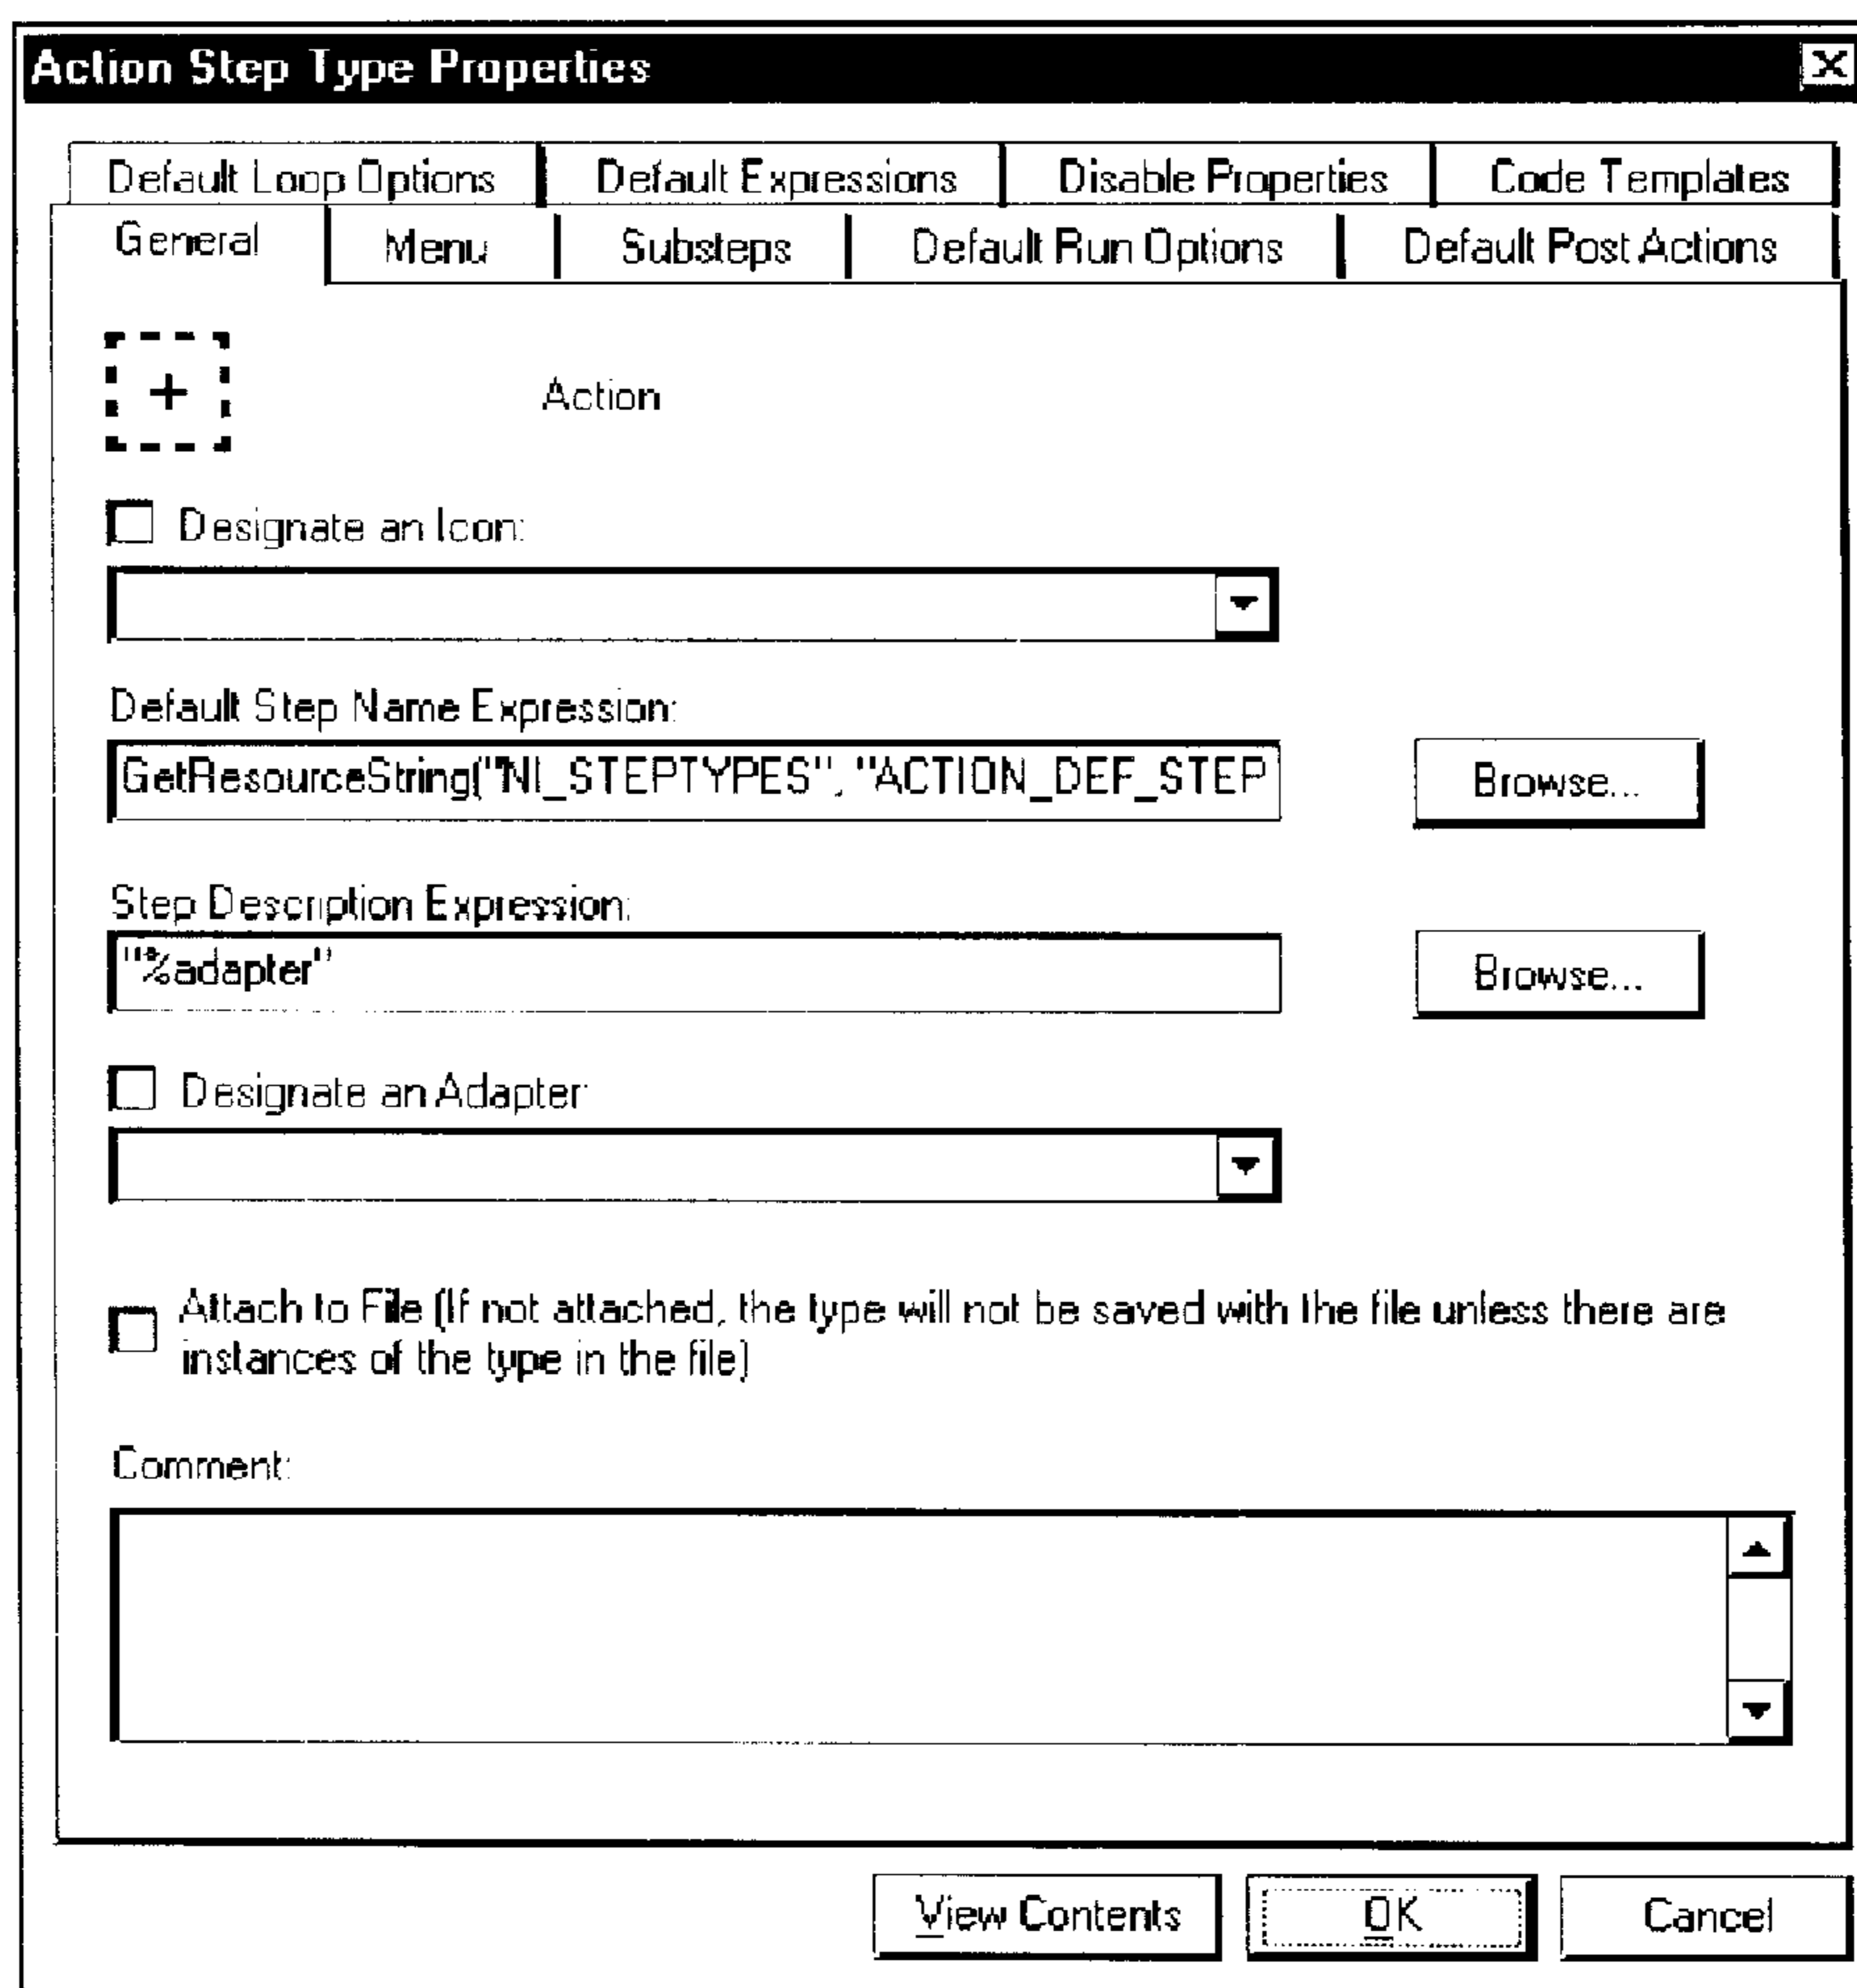 Action Step Type Properties
Default Loop Options Default Expressions Disable Properties Code Templates
General Menu Substeps Default Run Options Default Post Actions
Action
Designate an Icon:
Default Step Name Expression:
GetResourceString("NI_STEPTYPES", "ACTION_DEF_STEP
Browse...
Step Description Expression:
"%adapter"
Browse...
Designate an Adapter:
Attach to File (If not attached, the type will not be saved with the file unless there are
instances of the type in the file)
Comment:
View Contents OK Cancel